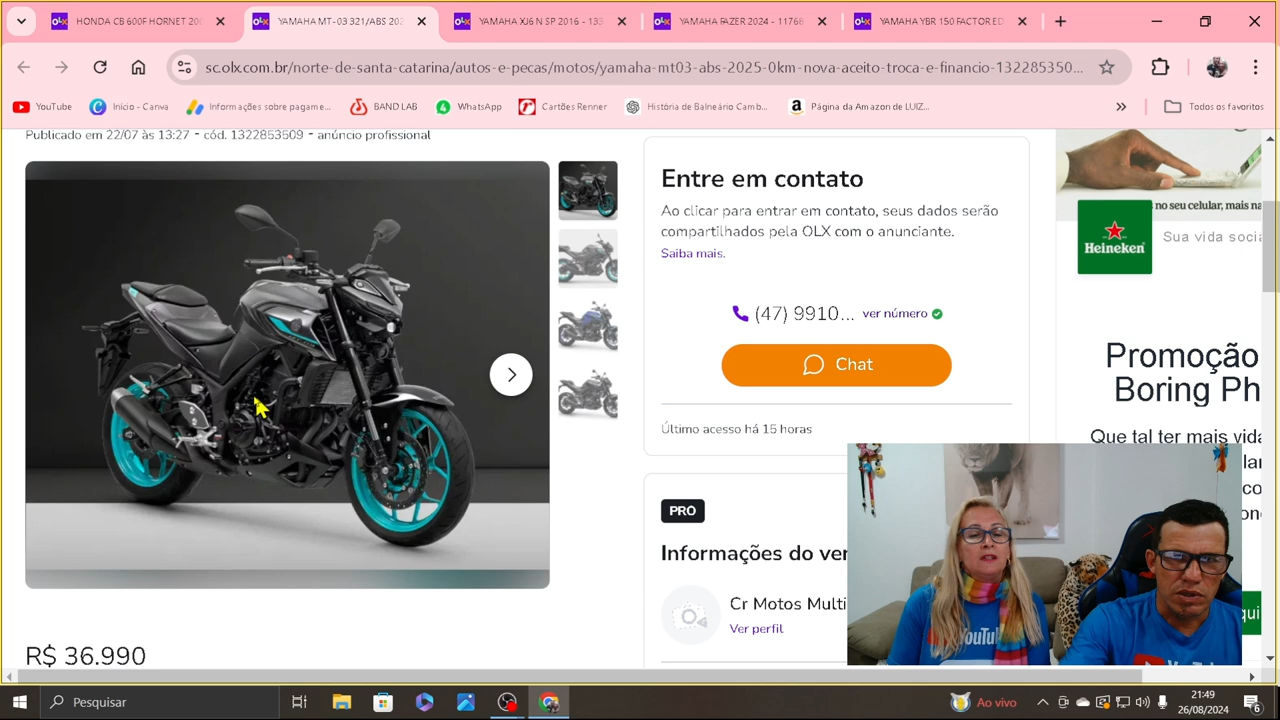 HONDA CB 600F HORNET 200
YAMAHA MT-03 321/ABS 202
YAMAHA XJ6 N SP 2016 - 133
YAMAHA FAZER 2024 - 11766
YAMAHA YBR 150 FACTOR ED
sc.olx.com.br/norte-de-santa-catarina/autos-e-pecas/motos/yamaha-mt03-abs-2025-0km-nova-aceito-troca-e-financio-132285350...
YouTube
Início - Canva
Informações sobre pagame...
BAND LAB
WhatsApp
Cartões Renner
História de Balneário Camb...
Página da Amazon de LUIZ...
Todos os favoritos
Publicado em 22/07 às 13:27 - cód. 1322853509 - anúncio profissional
Entre em contato
Ao clicar para entrar em contato, seus dados serão
compartilhados pela OLX com o anunciante.
Saiba mais.
(47) 9910... ver número
Chat
Último acesso há 15 horas
PRO
Informações do ver
Cr Motos Multi
Ver perfil
R$ 36.990
no seu celular, mais na
Heineken
Sua vida socia
Promoção
Boring Ph
Que tal ter mais vida
YouTube
Pesquisar
Ao vivo
21:49
26/08/2024
6